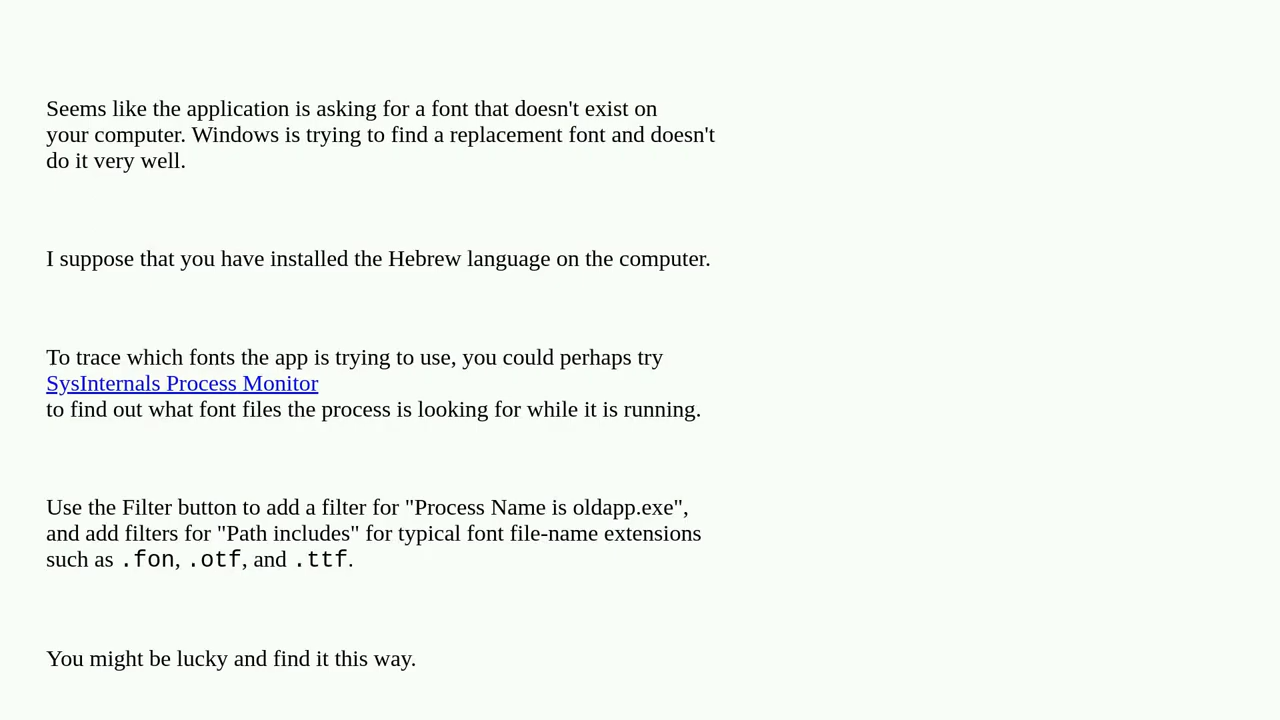 Seems like the application is asking for a font that doesn't exist on
your computer. Windows is trying to find a replacement font and doesn't
do it very well.
I suppose that you have installed the Hebrew language on the computer.
To trace which fonts the app is trying to use, you could perhaps try
SysInternals Process Monitor
to find out what font files the process is looking for while it is running.
Use the Filter button to add a filter for "Process Name is oldapp.exe",
and add filters for "Path includes" for typical font file-name extensions
such as .fon, .otf, and .ttf.
You might be lucky and find it this way.